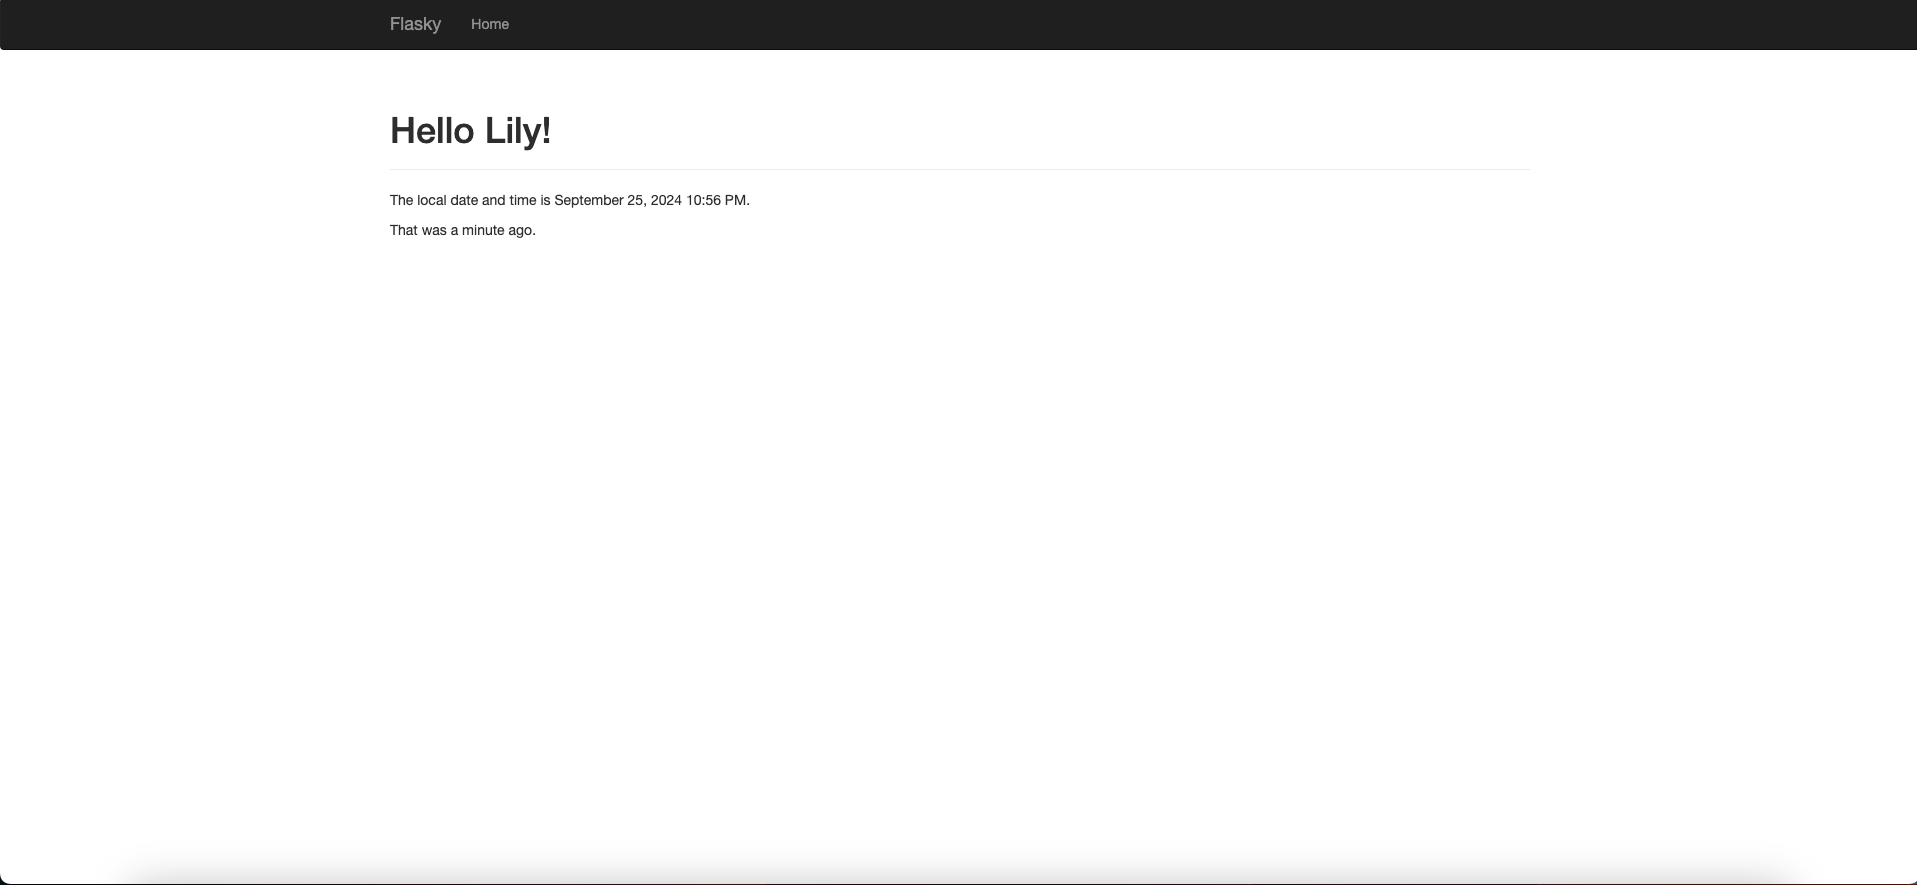 Flasky Home
Hello Lily!
The local date and time is September 25, 2024 10:56 PM.
That was a minute ago.